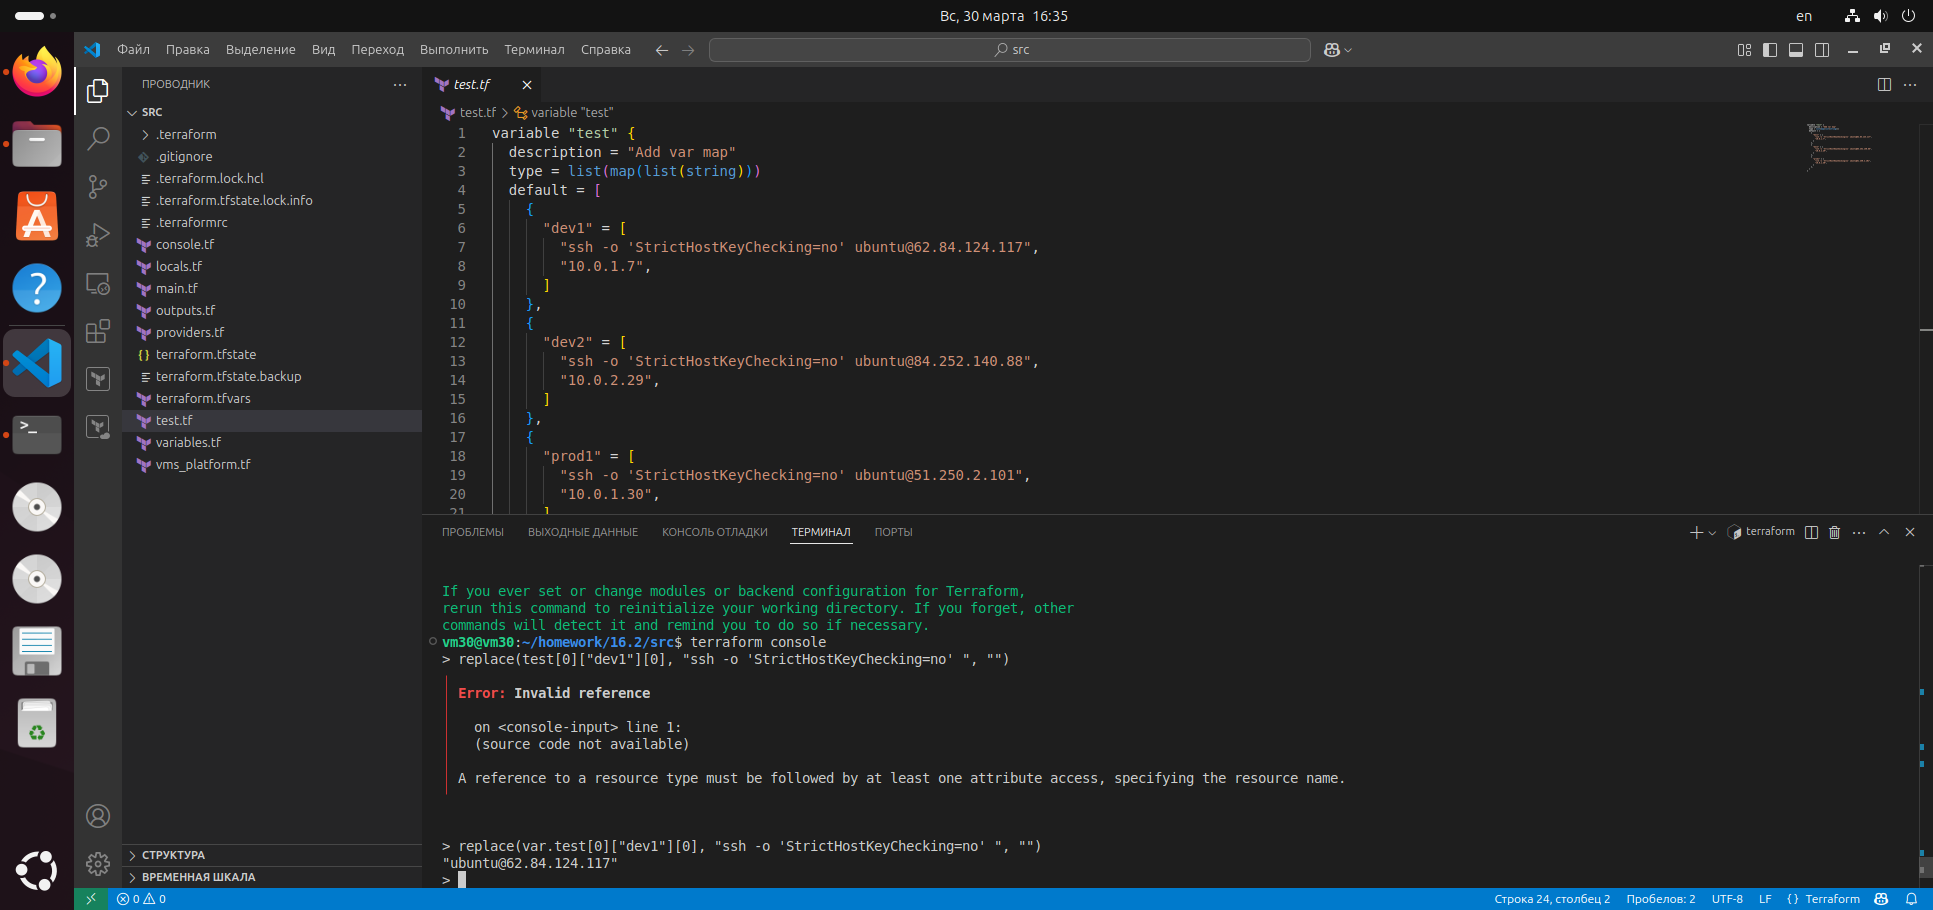 Вс, 30 марта 16:35
en
Файл Правка Выделение Вид Переход Выполнить Терминал Справка
src
ПРОВОДНИК
SRC
.terraform
.gitignore
.terraform.lock.hcl
.terraform.tfstate.lock.info
.terraformrc
console.tf
locals.tf
main.tf
outputs.tf
providers.tf
terraform.tfstate
terraform.tfstate.backup
terraform.tfvars
test.tf
variables.tf
vms_platform.tf
СТРУКТУРА
ВРЕМЕННАЯ ШКАЛА
test.tf
test.tf > variable "test"
1 variable "test" {
2 description = "Add var map"
3 type = list(map(list(string)))
4 default = [
5 {
6 "dev1" = [
7 "ssh -o 'StrictHostKeyChecking=no' ubuntu@62.84.124.117",
8 "10.0.1.7",
9 ]
10 },
11 {
12 "dev2" = [
13 "ssh -o 'StrictHostKeyChecking=no' ubuntu@84.252.140.88",
14 "10.0.2.29",
15 ]
16 },
17 {
18 "prod1" = [
19 "ssh -o 'StrictHostKeyChecking=no' ubuntu@51.250.2.101",
20 "10.0.1.30",
21 ]
ПРОБЛЕМЫ ВЫХОДНЫЕ ДАННЫЕ КОНСОЛЬ ОТЛАДКИ ТЕРМИНАЛ ПОРТЫ
terraform
If you ever set or change modules or backend configuration for Terraform,
rerun this command to reinitialize your working directory. If you forget, other
commands will detect it and remind you to do so if necessary.
vm30@vm30:~/homework/16.2/src$ terraform console
> replace(test[0]["dev1"][0], "ssh -o 'StrictHostKeyChecking=no' ", "")
Error: Invalid reference
on <console-input> line 1:
(source code not available)
A reference to a resource type must be followed by at least one attribute access, specifying the resource name.
> replace(var.test[0]["dev1"][0], "ssh -o 'StrictHostKeyChecking=no' ", "")
"ubuntu@62.84.124.117"
>
0 0
Строка 24, столбец 2 Пробелов: 2 UTF-8 LF {} Terraform